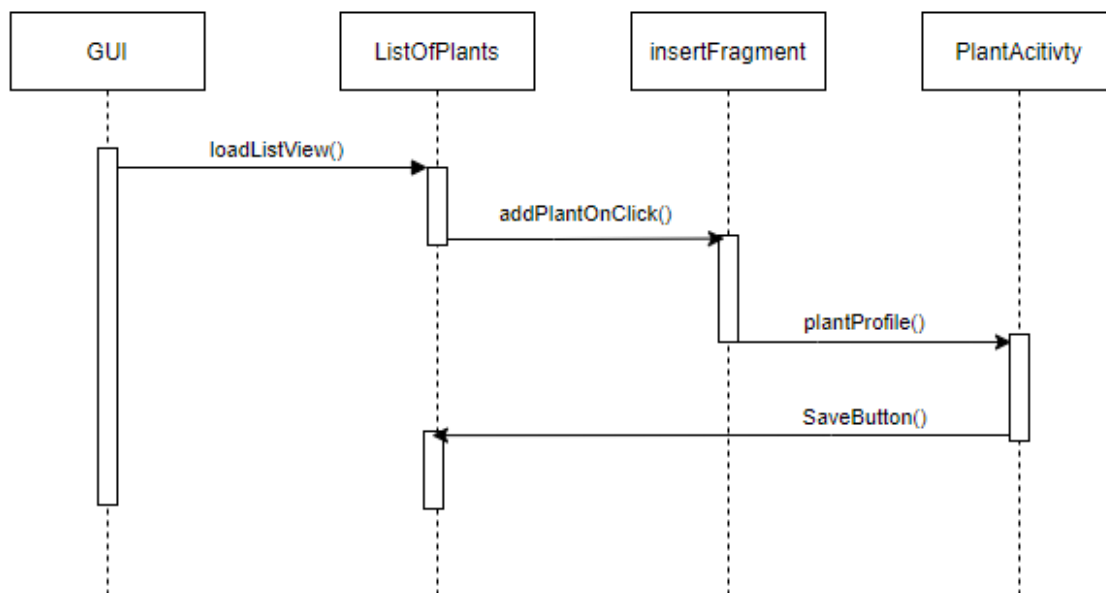 GUI
ListOfPlants
insertFragment
PlantAcitivty
loadListView()
addPlantOnClick()
plantProfile()
SaveButton()